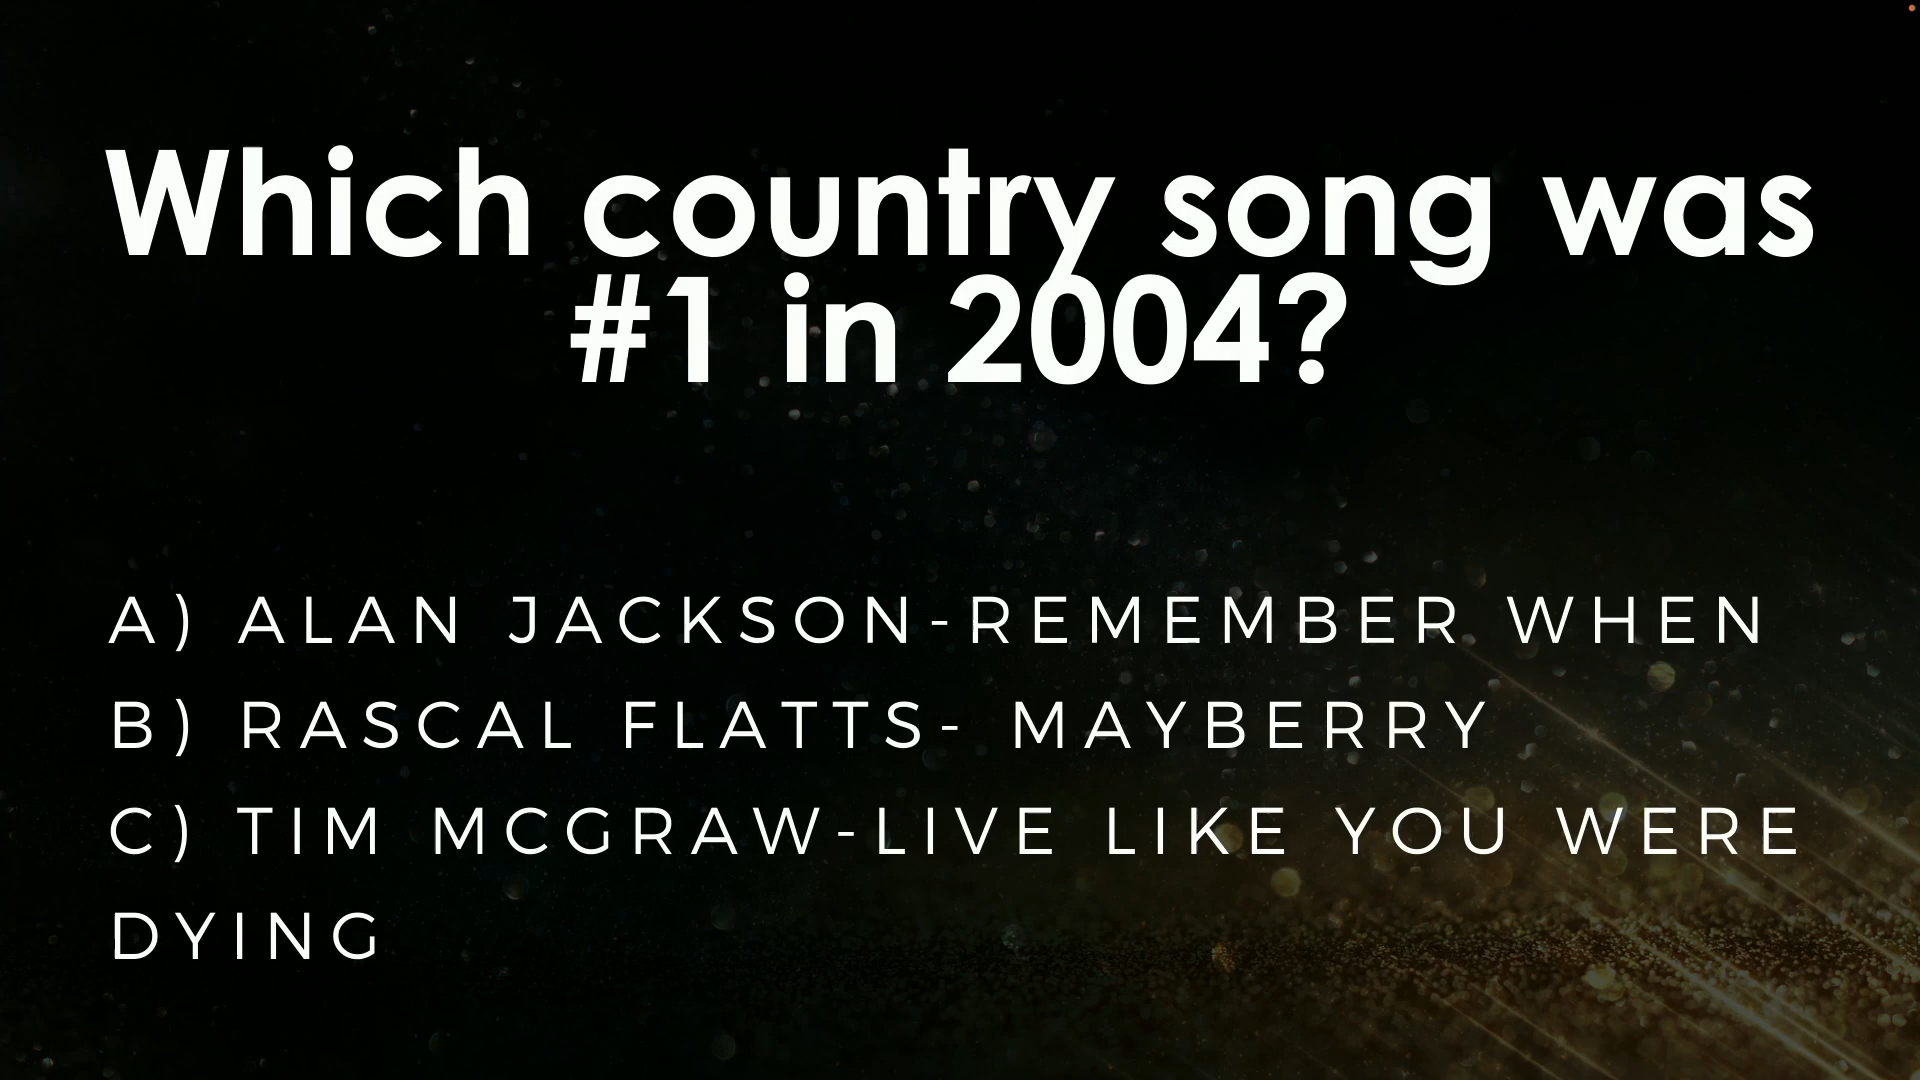 Which country song was
#1 in 2004?
A) ALAN JACKSON-REMEMBER WHEN
B) RASCAL FLATTS- MAYBERRY
C) TIM MCGRAW-LIVE LIKE YOU WERE
DYING